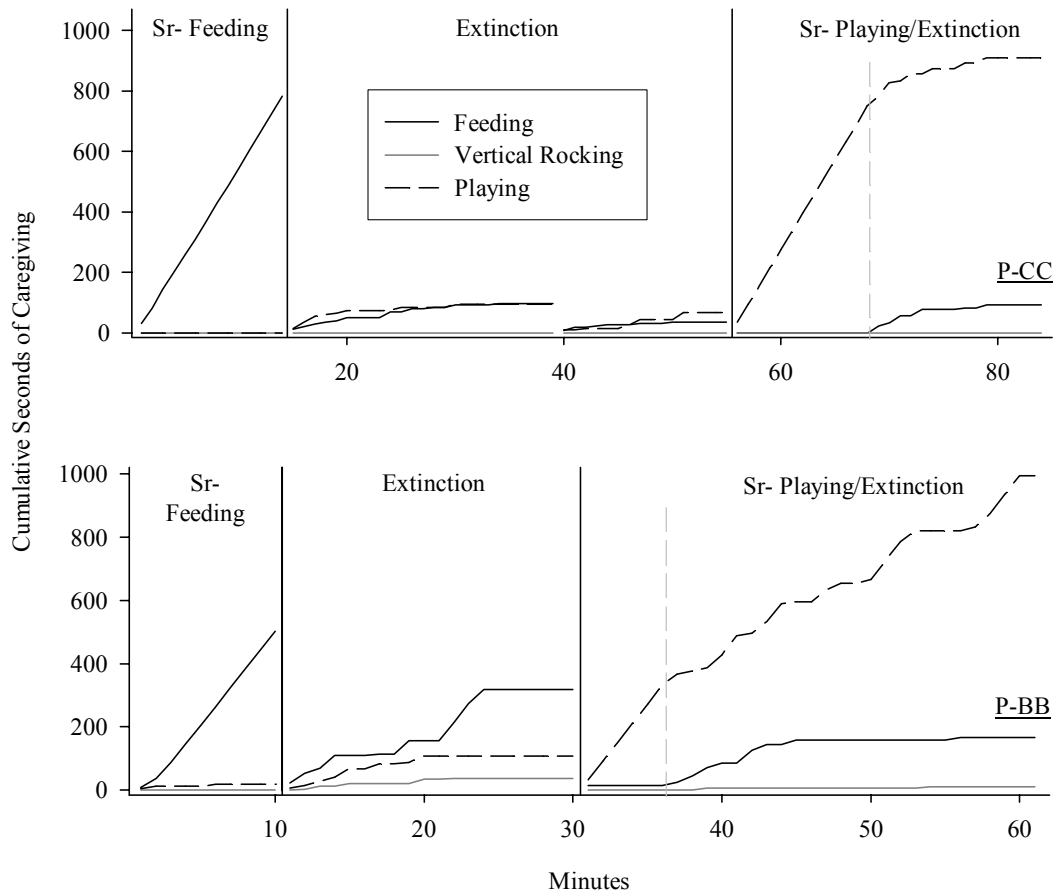 Cumulative Seconds of Caregiving
1000
800
600
400
200
0
Sr- Feeding
Extinction
Sr- Playing/Extinction
Feeding
Vertical Rocking
Playing
P-CC
20
40
60
80
1000
800
600
400
200
0
Sr-
Feeding
Extinction
Sr- Playing/Extinction
P-BB
10
20
30
40
50
60
Minutes